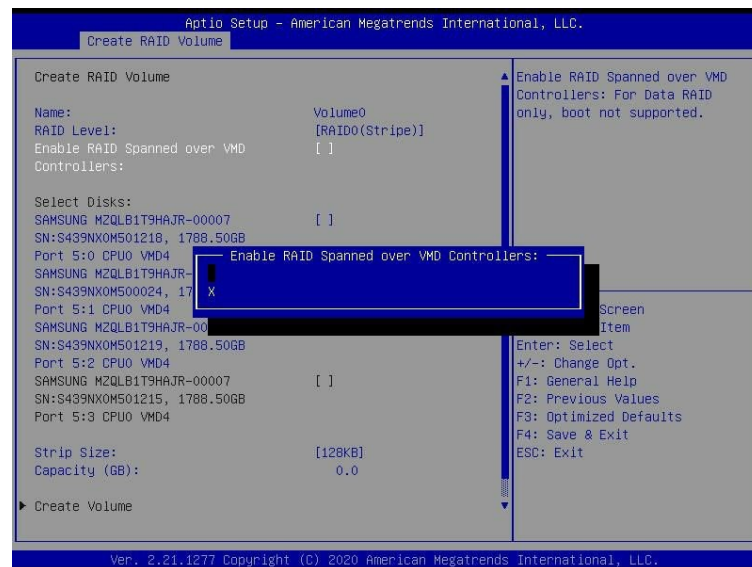 Aptio Setup - American Megatrends International, LLC.
Create RAID Volume
Create RAID Volume
Name: Volume0
RAID Level: [RAID0(Stripe)]
Enable RAID Spanned over VMD [ ]
Controllers:
Select Disks:
SAMSUNG MZQLB1T9HAJR-00007 [ ]
SN:S439NX0M501218, 1788.50GB
Port 5:0 CPU0 VMD4
SAMSUNG MZQLB1T9HAJR-
SN:S439NX0M500024, 17
Port 5:1 CPU0 VMD4
SAMSUNG MZQLB1T9HAJR-00
SN:S439NX0M501219, 1788.50GB
Port 5:2 CPU0 VMD4
SAMSUNG MZQLB1T9HAJR-00007 [ ]
SN:S439NX0M501215, 1788.50GB
Port 5:3 CPU0 VMD4
Strip Size: [128KB]
Capacity (GB): 0.0
Create Volume
Enable RAID Spanned over VMD Controllers:
X
Enable RAID Spanned over VMD
Controllers: For Data RAID
only, boot not supported.
Screen
Item
Enter: Select
+/-: Change Opt.
F1: General Help
F2: Previous Values
F3: Optimized Defaults
F4: Save & Exit
ESC: Exit
Ver. 2.21.1277 Copyright (C) 2020 American Megatrends International, LLC.